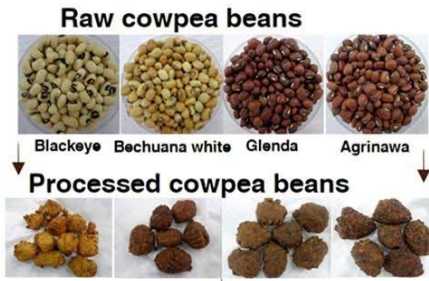 Raw cowpea beans
Blackeye Bechuana white Glenda Agrinawa
Processed cowpea beans